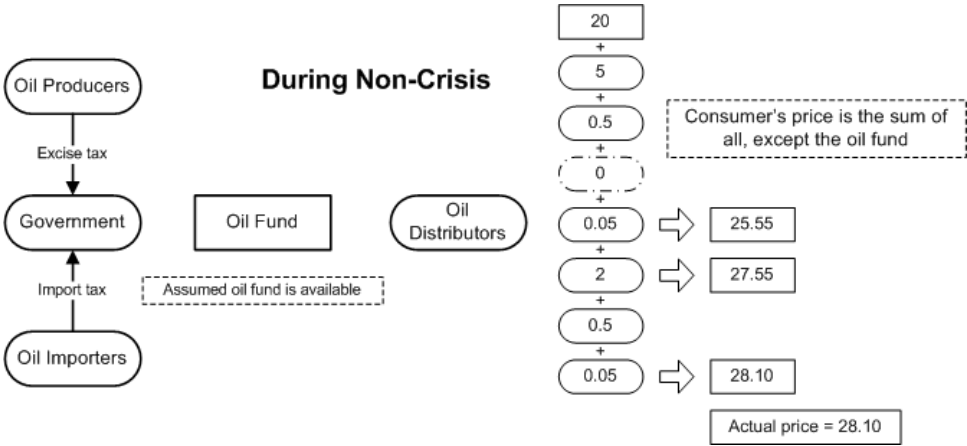 During Non-Crisis
Oil Producers
Excise tax
Government
Import tax
Oil Importers
Oil Fund
Assumed oil fund is available
Oil
Distributors
20
+
5
+
0.5
+
0
+
0.05
25.55
+
2
27.55
+
0.5
+
0.05
28.10
Consumer's price is the sum of
all, except the oil fund
Actual price = 28.10